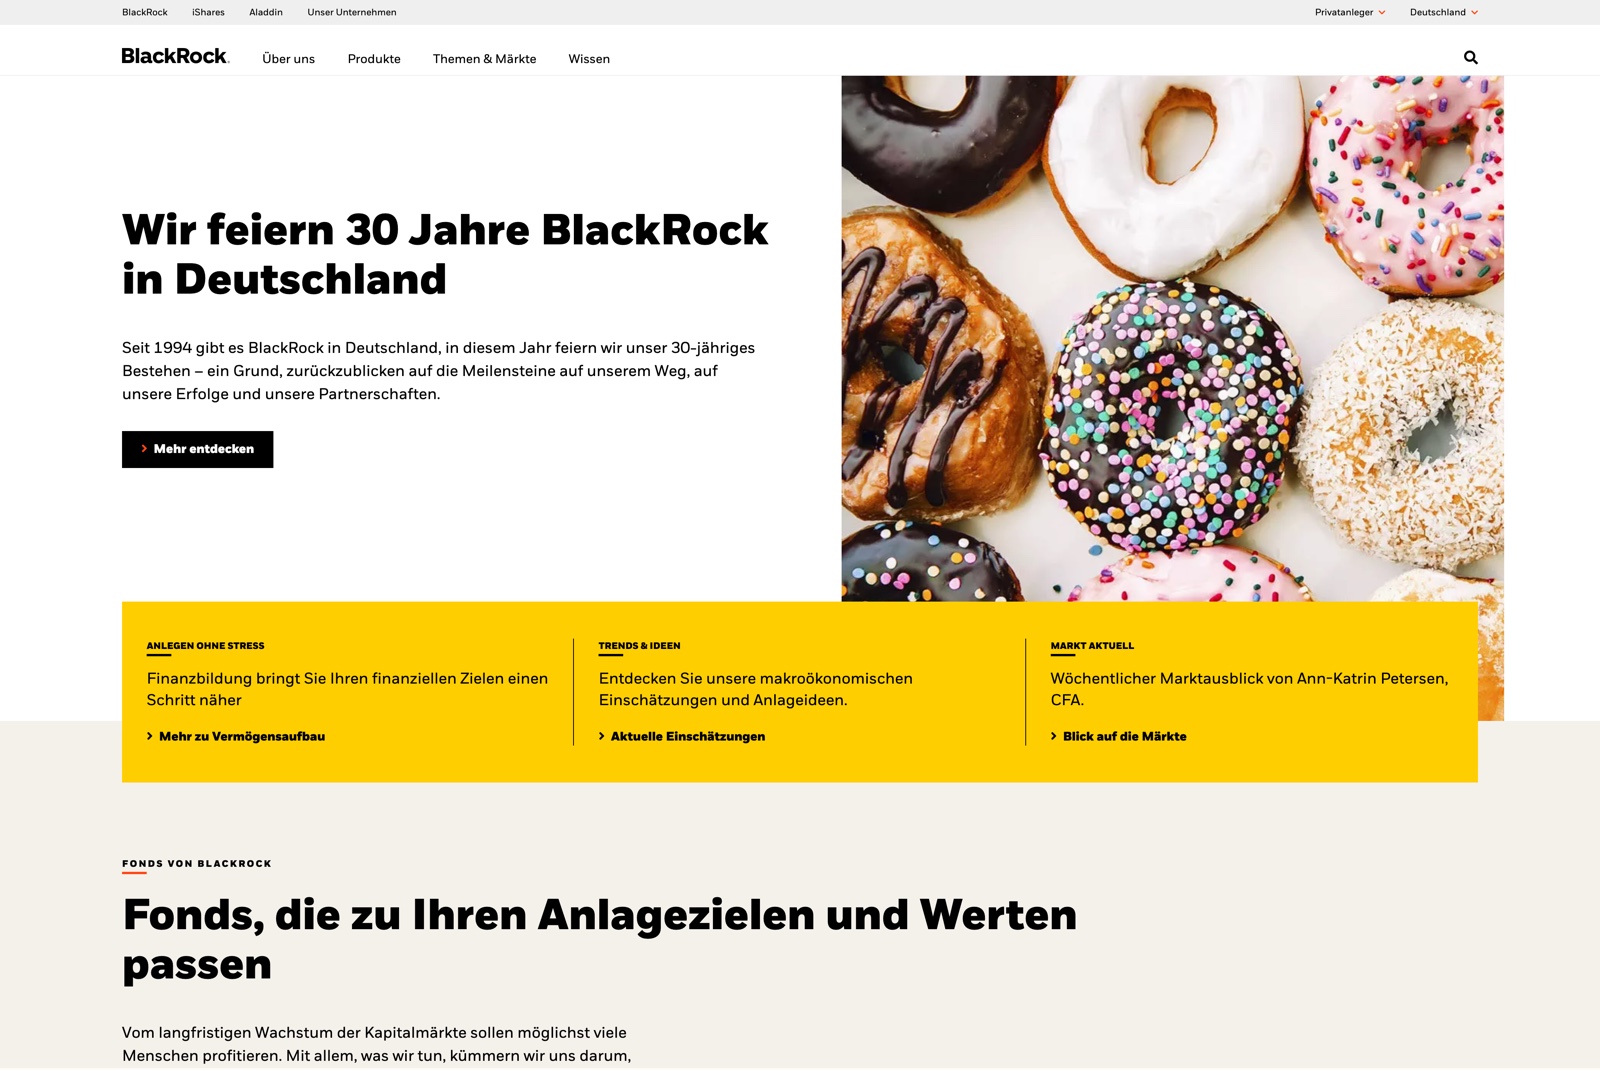 BlackRock iShares Aladdin Unser Unternehmen Privatanleger Deutschland
BlackRock. Über uns Produkte Themen & Märkte Wissen
Wir feiern 30 Jahre BlackRock
in Deutschland
Seit 1994 gibt es BlackRock in Deutschland, in diesem Jahr feiern wir unser 30-jähriges
Bestehen – ein Grund, zurückzublicken auf die Meilensteine auf unserem Weg, auf
unsere Erfolge und unsere Partnerschaften.
Mehr entdecken
ANLEGEN OHNE STRESS
Finanzbildung bringt Sie Ihren finanziellen Zielen einen
Schritt näher
Mehr zu Vermögensaufbau
TRENDS & IDEEN
Entdecken Sie unsere makroökonomischen
Einschätzungen und Anlageideen.
Aktuelle Einschätzungen
MARKT AKTUELL
Wöchentlicher Marktausblick von Ann-Katrin Petersen,
CFA.
Blick auf die Märkte
FONDS VON BLACKROCK
Fonds, die zu Ihren Anlagezielen und Werten
passen
Vom langfristigen Wachstum der Kapitalmärkte sollen möglichst viele
Menschen profitieren. Mit allem, was wir tun, kümmern wir uns darum,